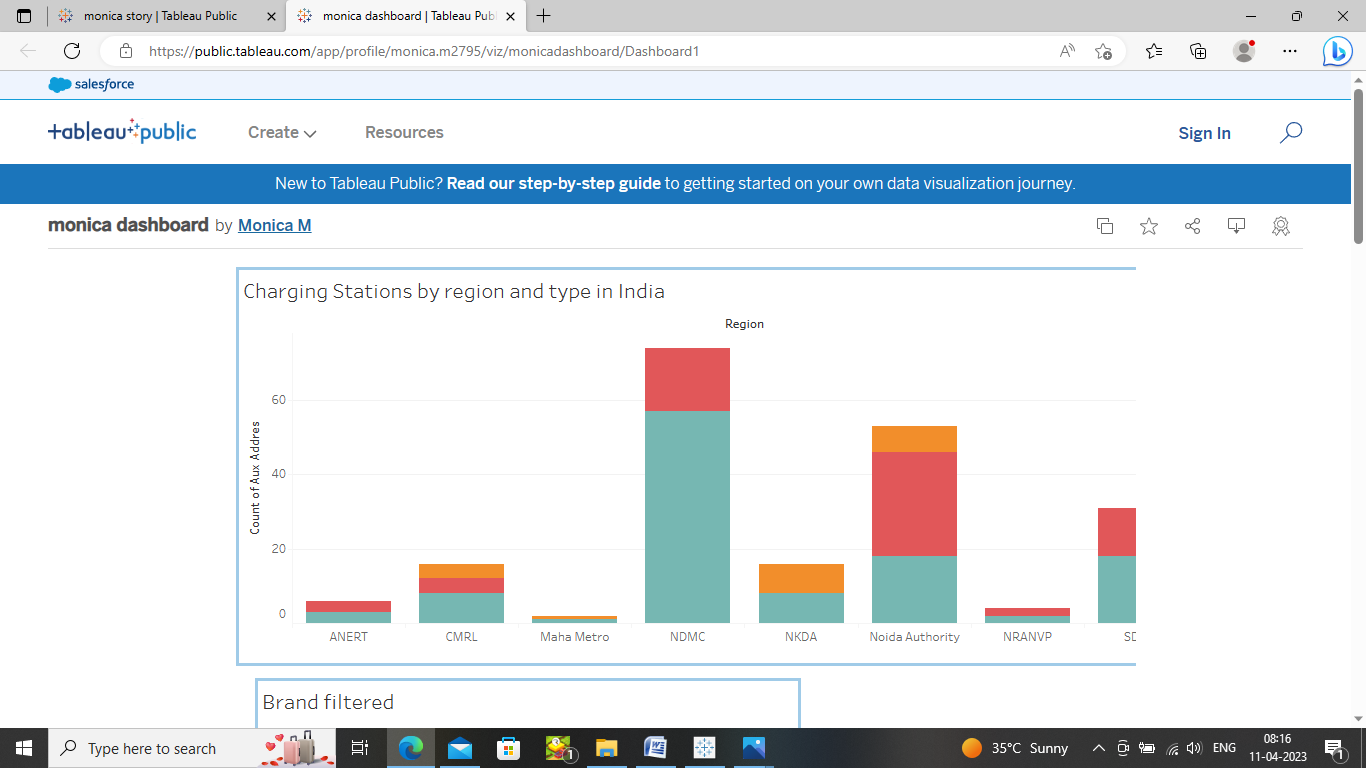 monica story | Tableau Public
monica dashboard | Tableau Pub
https://public.tableau.com/app/profile/monica.m2795/viz/monicadashboard/Dashboard1
salesforce
+ableau+public
Create
Resources
Sign In
New to Tableau Public? Read our step-by-step guide to getting started on your own data visualization journey.
monica dashboard by Monica M
Charging Stations by region and type in India
Region
Count of Aux Addres
60
40
20
0
ANERT CMRL Maha Metro NDMC NKDA Noida Authority NRANVP SD
Brand filtered
Type here to search
1
35°C Sunny
ENG
08:16
11-04-2023
1